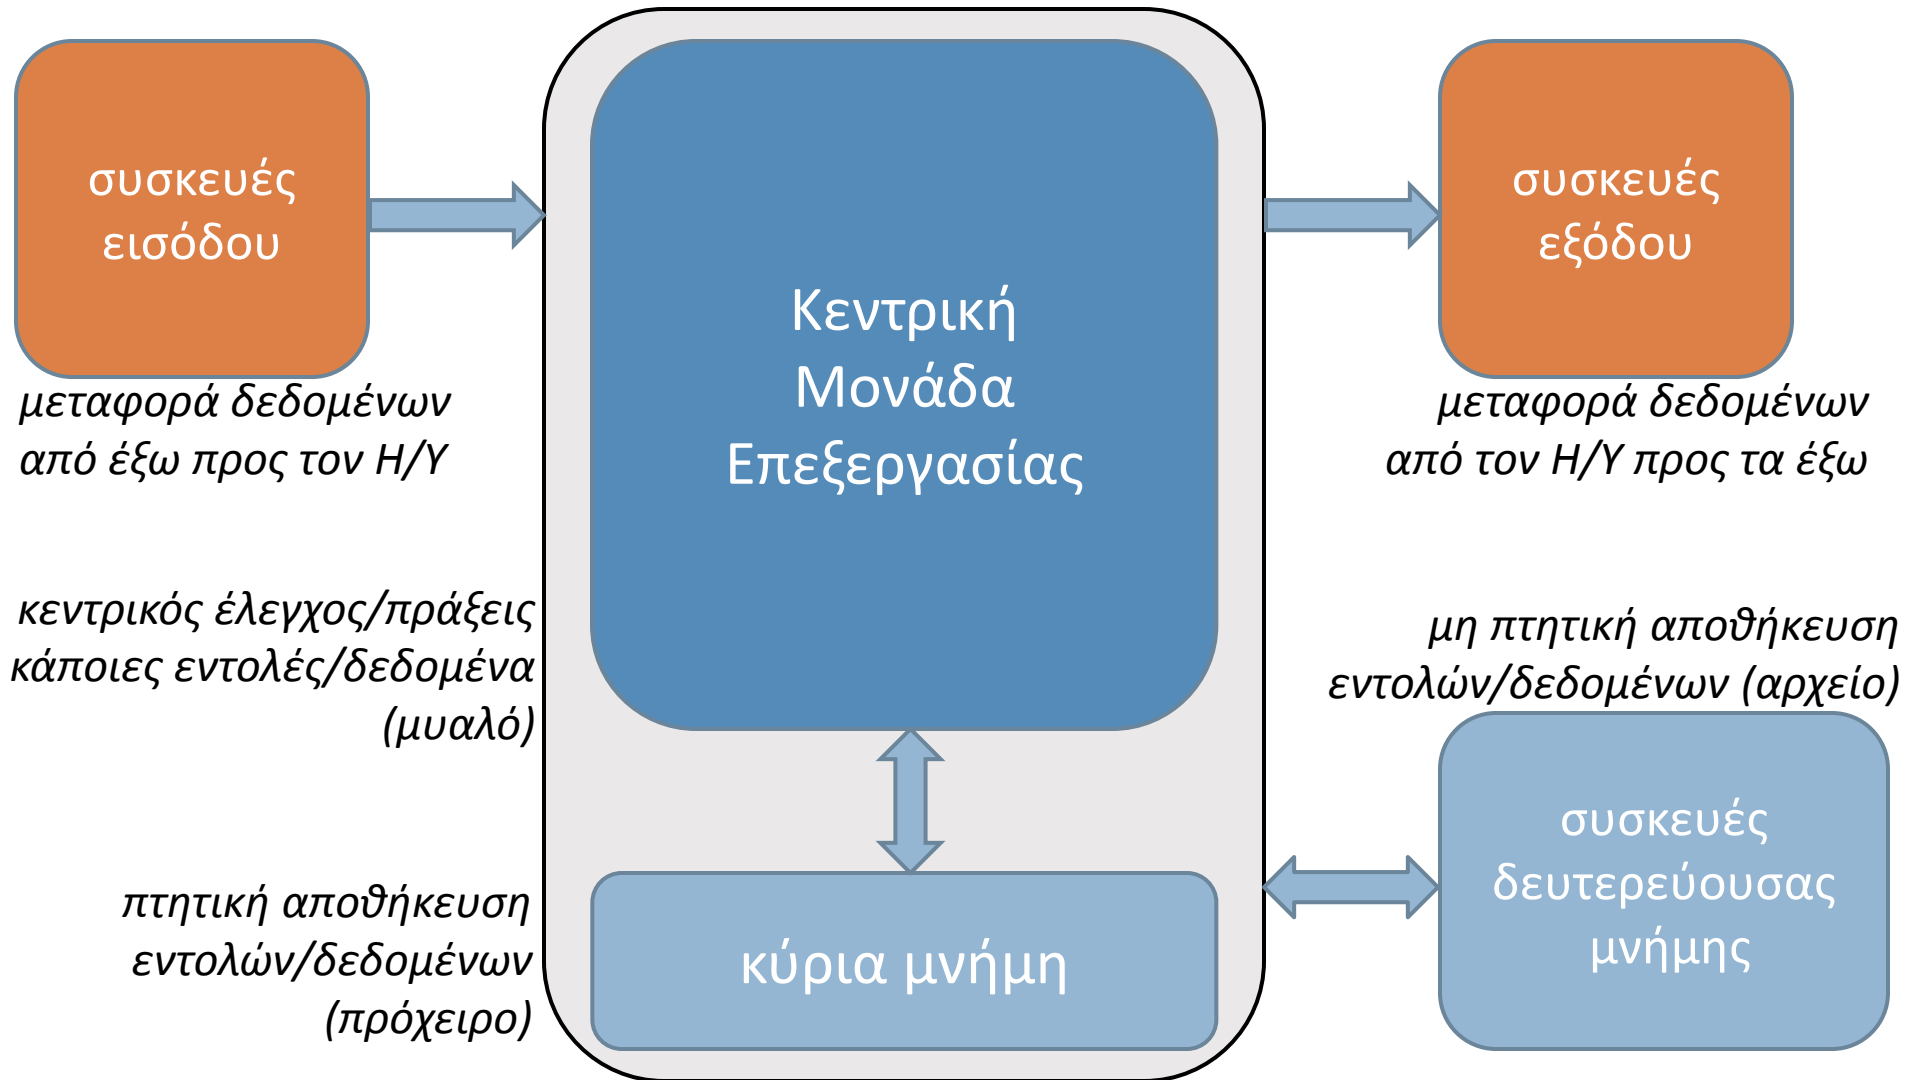 συσκευές
εισόδου
μεταφορά δεδομένων
από έξω προς τον Η/Υ
Κεντρική
Μονάδα
Επεξεργασίας
συσκευές
εξόδου
μεταφορά δεδομένων
από τον Η/Υ προς τα έξω
κεντρικός έλεγχος/πράξεις
κάποιες εντολές/δεδομένα
(μυαλό)
μη πτητική αποθήκευση
εντολών/δεδομένων (αρχείο)
πτητική αποθήκευση
εντολών/δεδομένων
(πρόχειρο)
κύρια μνήμη
συσκευές
δευτερεύουσας
μνήμης